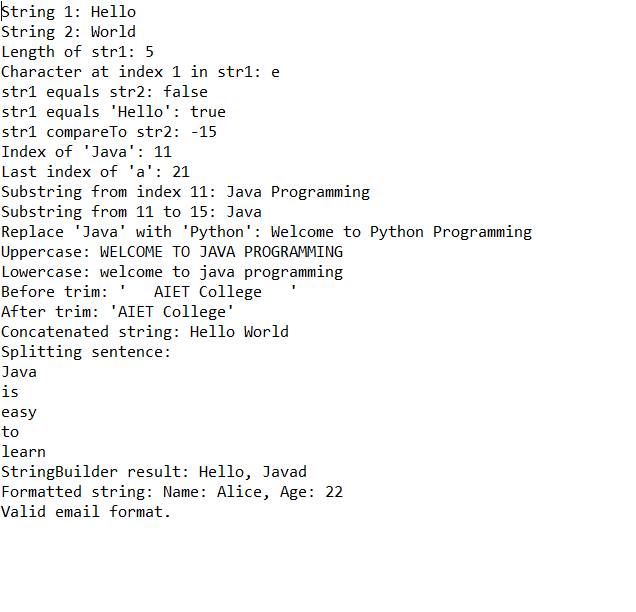 String 1: Hello
String 2: World
Length of str1: 5
Character at index 1 in str1: e
str1 equals str2: false
str1 equals 'Hello': true
str1 compareTo str2: -15
Index of 'Java': 11
Last index of 'a': 21
Substring from index 11: Java Programming
Substring from 11 to 15: Java
Replace 'Java' with 'Python': Welcome to Python Programming
Uppercase: WELCOME TO JAVA PROGRAMMING
Lowercase: welcome to java programming
Before trim: '   AIET College   '
After trim: 'AIET College'
Concatenated string: Hello World
Splitting sentence:
Java
is
easy
to
learn
StringBuilder result: Hello, Javad
Formatted string: Name: Alice, Age: 22
Valid email format.